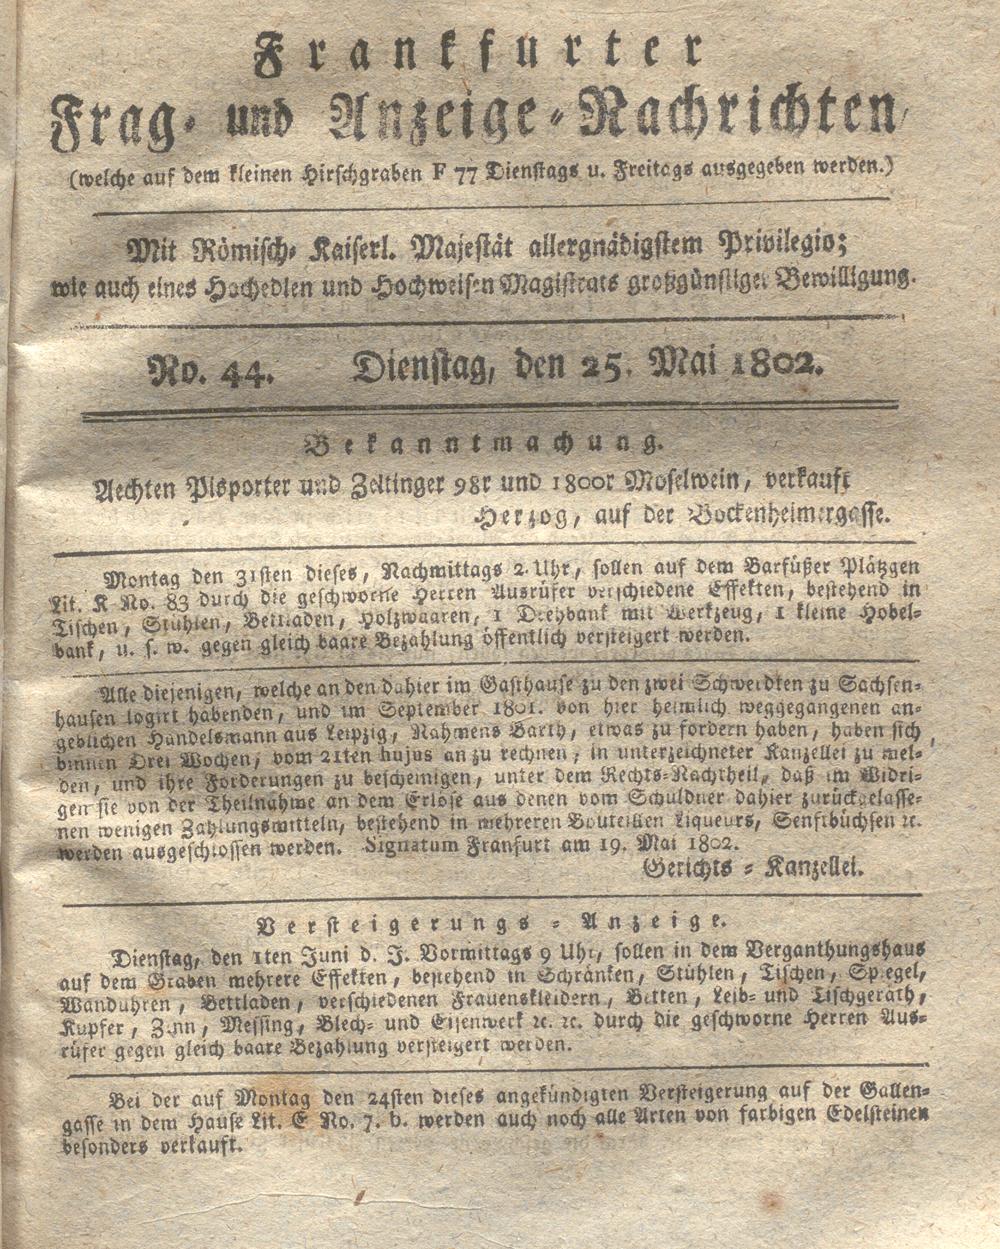 Frankfurter
Frag- und Anzeige-Nachrichten,
(welche auf dem kleinen Hirschgraben F 77 Dienstags u. Freitags ausgegeben werden.)
Mit Römisch- Kaiserl. Majestät allergnädigstem Privilegio;
wie auch eines Hochedlen und Hochweisen Magistrats großgünstiger Bewilligung.
No. 44. Dienstag, den 25. Mai 1802.
Bekanntmachung.
Aechten Pisporter und Zeltinger 98r und 1800r Moselwein, verkauft
Herzog, auf der Bockenheimergasse.
Montag den 31sten dieses, Nachmittags 2. Uhr, sollen auf dem Barfüßer Plätzgen
Lit. K No. 83 durch die geschworne Herren Ausrüfer verschiedene Effekten, bestehend in
Tischen, Stühlen, Bettladen, Holzwaaren, 1 Drehbank mit Werkzeug, 1 kleine Hobel-
bank, u. s. w. gegen gleich baare Bezahlung öffentlich versteigert werden.
Alle diejenigen, welche an den dahier im Gasthause zu den zwei Schwerdten zu Sachsen-
hausen logirt habenden, und im September 1801. von hier heimlich weggegangenen an-
geblichen Handelsmann aus Leipzig, Nahmens Barth, etwas zu fordern haben, haben sich
binnen Drei Wochen, vom 21ten hujus an zu rechnen, in unterzeichneter Kanzellei zu mel-
den, und ihre Forderungen zu bescheinigen, unter dem Rechts-Nachtheil, daß im Widri-
gen sie von der Theilnahme an dem Erlöse aus denen vom Schuldner dahier zurückgelasse-
nen wenigen Zahlungsmitteln, bestehend in mehreren Bouteillen Liqueurs, Senftbüchsen ꝛc.
werden ausgeschlossen werden. Signatum Franfurt am 19. Mai 1802.
Gerichts - Kanzellei.
Versteigerungs - Anzeige.
Dienstag, den 1ten Juni d. J. Vormittags 9 Uhr, sollen in dem Verganthungshaus
auf dem Graben mehrere Effekten, bestehend in Schränken, Stühlen, Tischen, Spiegel,
Wanduhren, Bettladen, verschiedenen Frauenskleidern, Betten, Leib- und Tischgeräth,
Kupfer, Zinn, Messing, Blech- und Eisenwerk ꝛc. ꝛc. durch die geschworne Herren Aus-
rüfer gegen gleich baare Bezahlung versteigert werden.
Bei der auf Montag den 24sten dieses angekündigten Versteigerung auf der Gallen-
gasse in dem Hause Lit. E No. 7. b. werden auch noch alle Arten von farbigen Edelsteinen
besonders verkauft.